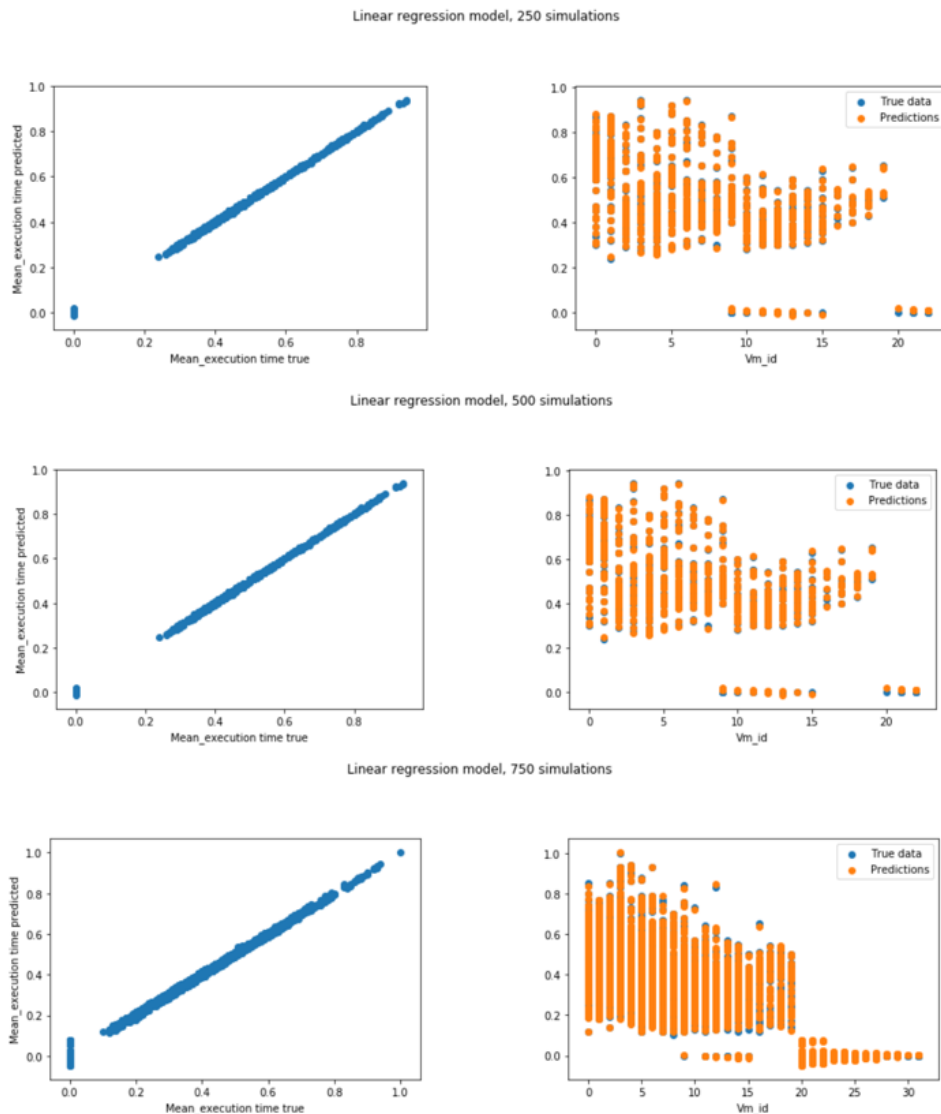 Linear regression model, 250 simulations
1.0
0.8
0.6
0.4
0.2
0.0
Mean_execution time predicted
0.0 0.2 0.4 0.6 0.8
Mean_execution time true
0.8
0.6
0.4
0.2
0.0
True data
Predictions
0 5 10 15 20
Vm_id
Linear regression model, 500 simulations
1.0
0.8
0.6
0.4
0.2
0.0
Mean_execution time predicted
0.0 0.2 0.4 0.6 0.8
Mean_execution time true
1.0
0.8
0.6
0.4
0.2
0.0
True data
Predictions
0 5 10 15 20
Vm_id
Linear regression model, 750 simulations
1.0
0.8
0.6
0.4
0.2
0.0
Mean_execution time predicted
0.0 0.2 0.4 0.6 0.8 1.0
Mean_execution time true
1.0
0.8
0.6
0.4
0.2
0.0
True data
Predictions
0 5 10 15 20 25 30
Vm_id